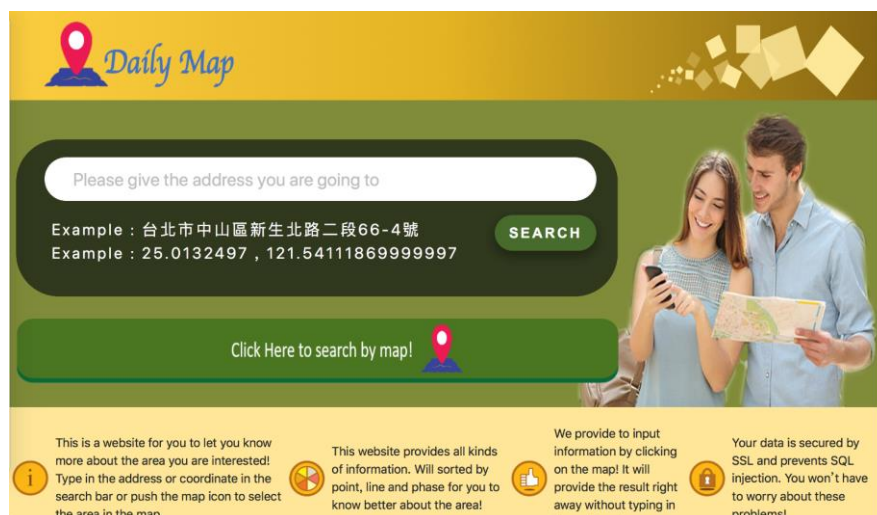 Daily Map
Please give the address you are going to
Example : 台北市中山區新生北路二段66-4號
Example : 25.0132497 , 121.54111869999997
SEARCH
Click Here to search by map!
This is a website for you to let you know
more about the area you are interested!
Type in the address or coordinate in the
search bar or push the map icon to select
the area in the map
This website provides all kinds
of information. Will sorted by
point, line and phase for you to
know better about the area!
We provide to input
information by clicking
on the map! It will
provide the result right
away without typing in
Your data is secured by
SSL and prevents SQL
injection. You won't have
to worry about these
problems!